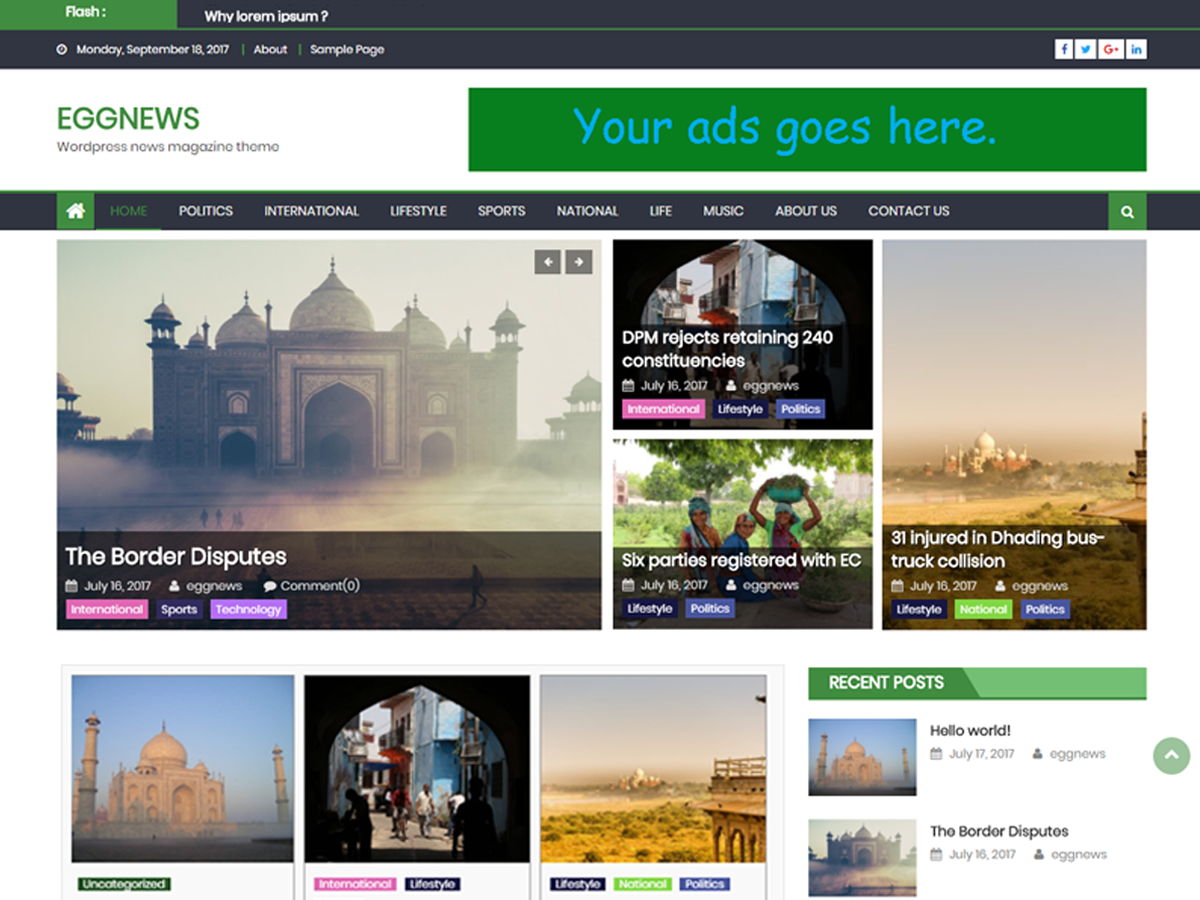 Flash :
Why lorem ipsum ?
Monday, September 18, 2017 | About | Sample Page
EGGNEWS
Wordpress news magazine theme
Your ads goes here.
HOME POLITICS INTERNATIONAL LIFESTYLE SPORTS NATIONAL LIFE MUSIC ABOUT US CONTACT US
The Border Disputes
July 16, 2017 eggnews Comment(0)
International Sports Technology
DPM rejects retaining 240
constituencies
July 16, 2017 eggnews
International Lifestyle Politics
Six parties registered with EC
July 16, 2017 eggnews
Lifestyle Politics
31 injured in Dhading bus-
truck collision
July 16, 2017 eggnews
Lifestyle National Politics
Uncategorized
International Lifestyle
Lifestyle National Politics
RECENT POSTS
Hello world!
July 17, 2017 eggnews
The Border Disputes
July 16, 2017 eggnews